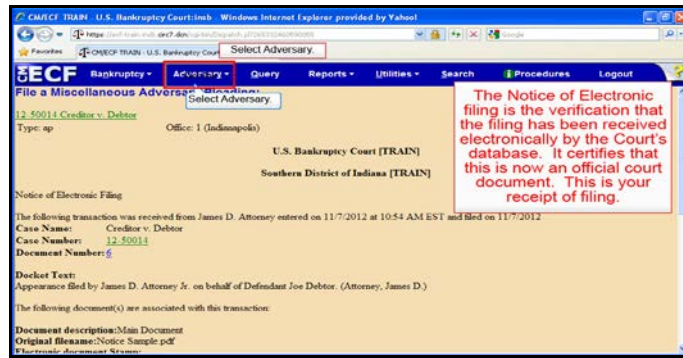 CM/ECF TRAIN - U.S. Bankruptcy Court:insb - Windows Internet Explorer provided by Yahoo!
Google
Favorites CM/ECF TRAIN - U.S. Bankruptcy Cour
Select Adversary.
ECF Bankruptcy Adversary Query Reports Utilities Search Procedures Logout ?
File a Miscellaneous Adversary Pleading:
Select Adversary.
12-50014 Creditor v. Debtor
Type: ap Office: 1 (Indianapolis)
U.S. Bankruptcy Court [TRAIN]
Southern District of Indiana [TRAIN]
The Notice of Electronic
filing is the verification that
the filing has been received
electronically by the Court's
database. It certifies that
this is now an official court
document. This is your
receipt of filing.
Notice of Electronic Filing
The following transaction was received from James D. Attorney entered on 11/7/2012 at 10:54 AM EST and filed on 11/7/2012
Case Name: Creditor v. Debtor
Case Number: 12-50014
Document Number: 6
Docket Text:
Appearance filed by James D. Attorney Jr. on behalf of Defendant Joe Debtor. (Attorney, James D.)
The following document(s) are associated with this transaction:
Document description:Main Document
Original filename:Notice Sample.pdf
Electronic document Stamp: